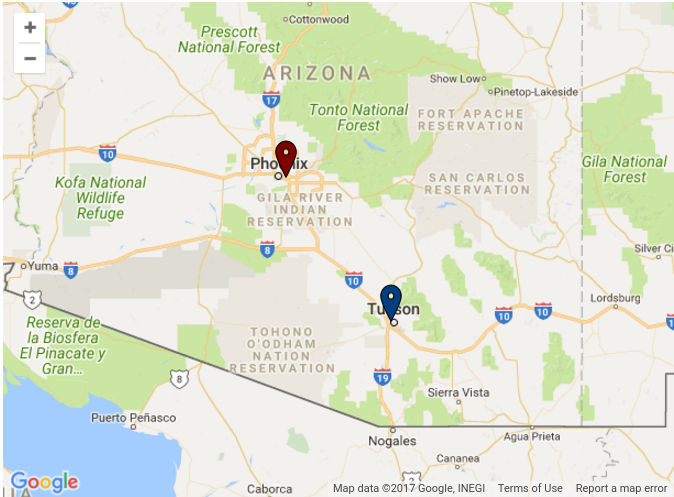 +
−
Cottonwood
Prescott
National Forest
ARIZONA
17
Show Low
Pinetop-Lakeside
Tonto National
Forest
FORT APACHE
RESERVATION
10
Phoenix
Gila National
Forest
Kofa National
Wildlife
Refuge
SAN CARLOS
RESERVATION
GILA RIVER
INDIAN
RESERVATION
8
Silver Ci
Yuma
8
10
2
Lordsburg
Tucson
10
10
10
Reserva de
la Biosfera
El Pinacate y
Gran...
TOHONO
O'ODHAM
NATION
RESERVATION
8
19
Sierra Vista
Puerto Peñasco
Nogales
Agua Prieta
Cananea
2
Caborca
Google
Map data ©2017 Google, INEGI Terms of Use Report a map error